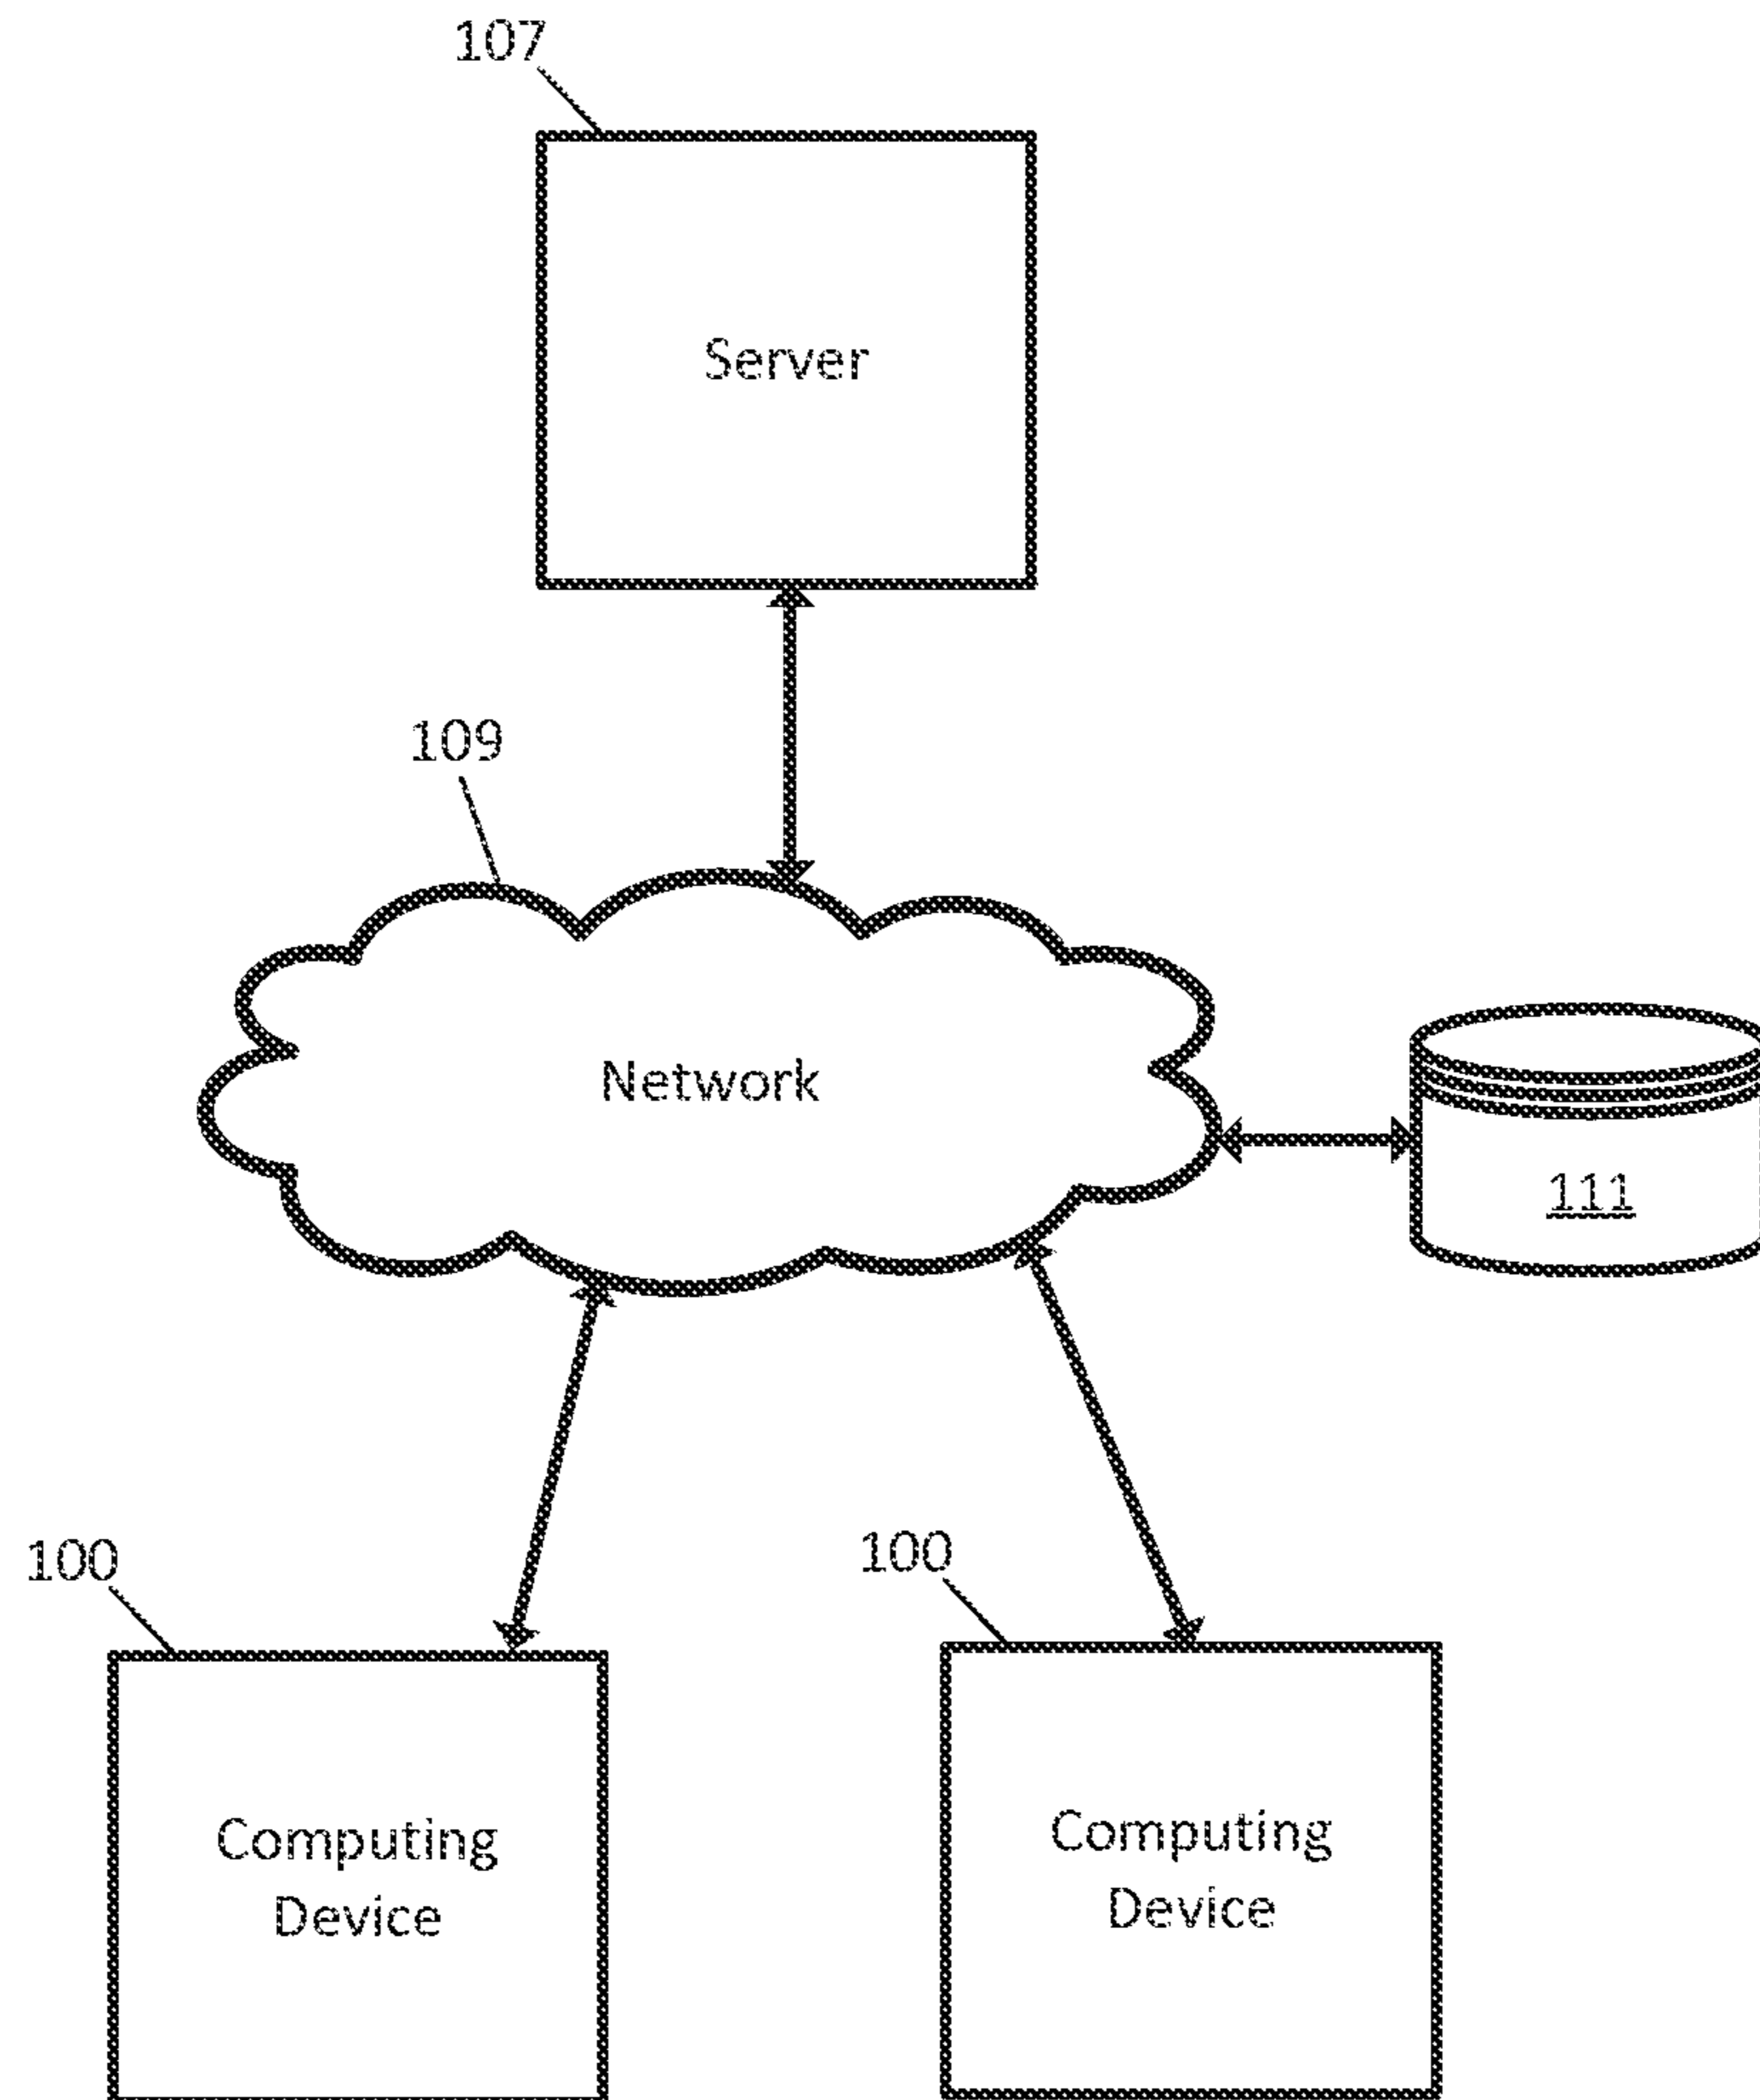 107
Server
109
Network
111
100
100
Computing
Device
Computing
Device